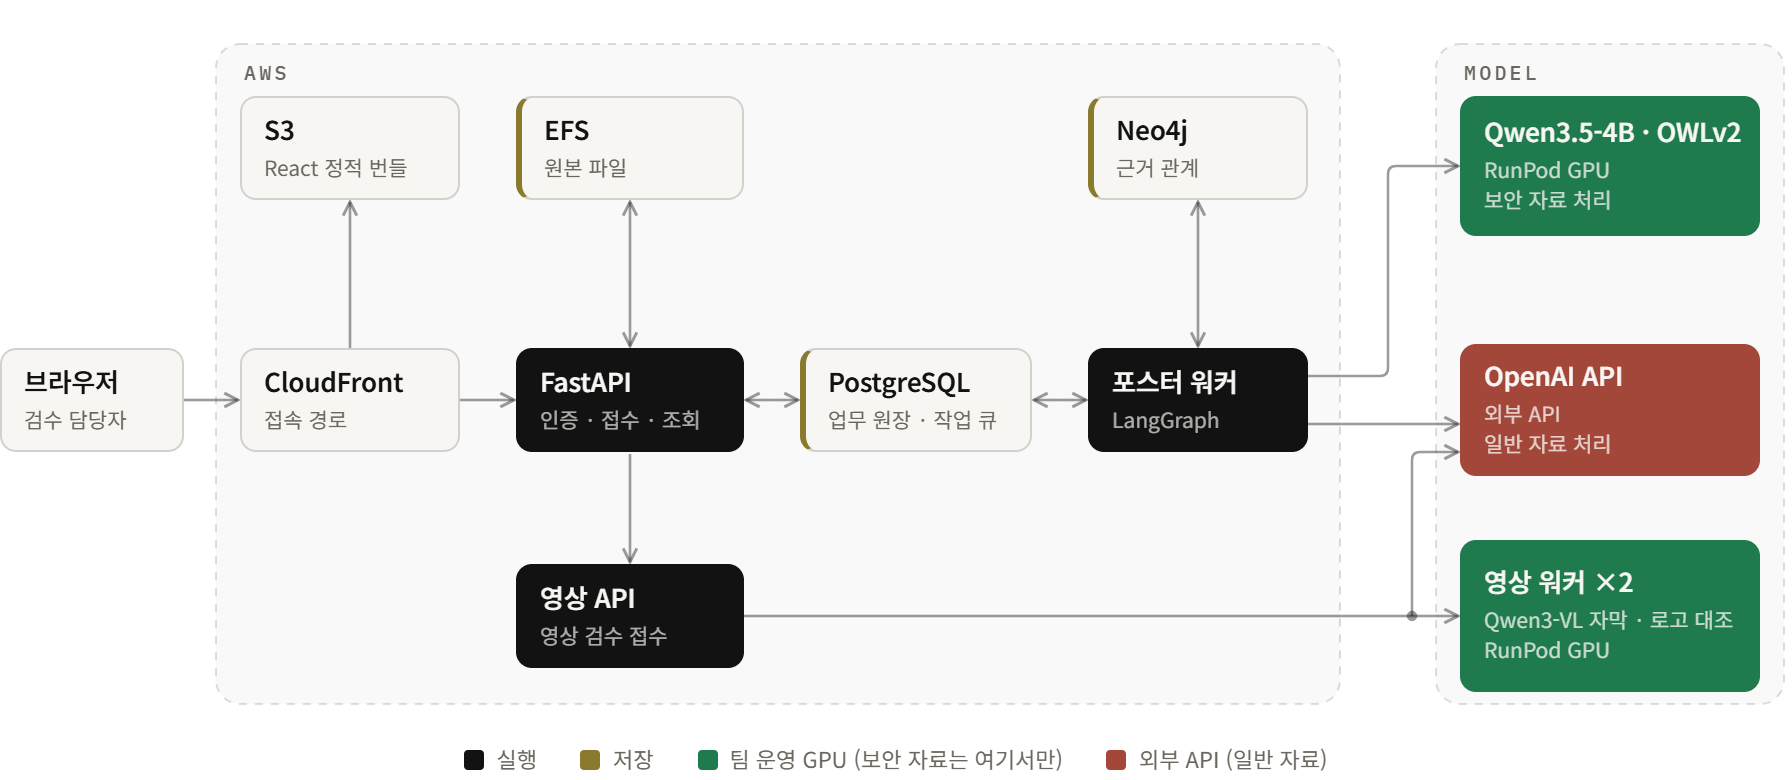 AWS
S3
React 정적 번들
EFS
원본 파일
Neo4j
근거 관계
브라우저
검수 담당자
CloudFront
접속 경로
FastAPI
인증 · 접수 · 조회
PostgreSQL
업무 원장 · 작업 큐
포스터 워커
LangGraph
영상 API
영상 검수 접수
MODEL
Qwen3.5-4B · OWLv2
RunPod GPU
보안 자료 처리
OpenAI API
외부 API
일반 자료 처리
영상 워커 ×2
Qwen3-VL 자막 · 로고 대조
RunPod GPU
실행
저장
팀 운영 GPU (보안 자료는 여기서만)
외부 API (일반 자료)